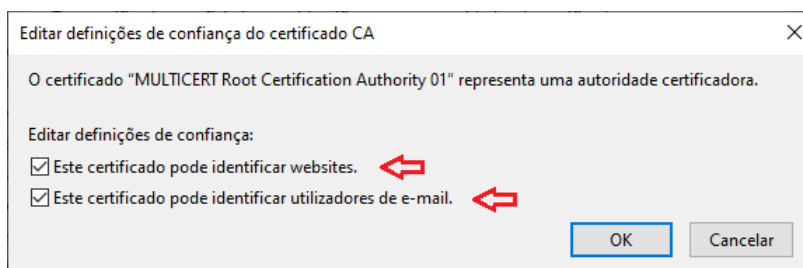 Editar definições de confiança do certificado CA
O certificado “MULTICERT Root Certification Authority 01” representa uma autoridade certificadora.
Editar definições de confiança:
Este certificado pode identificar websites.
Este certificado pode identificar utilizadores de e-mail.
OK Cancelar